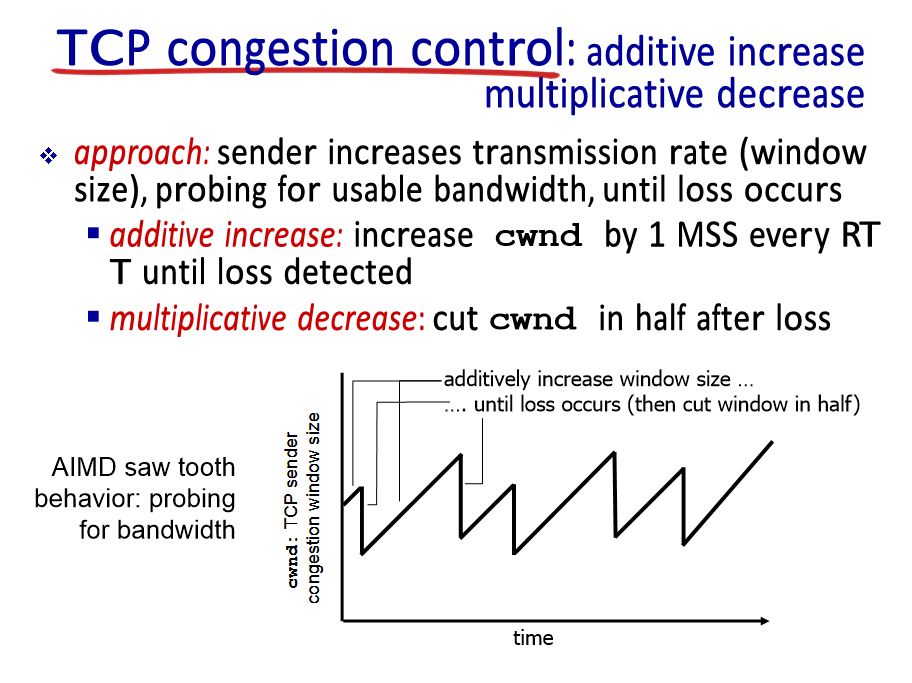 TCP congestion control: additive increase
multiplicative decrease
approach: sender increases transmission rate (window
size), probing for usable bandwidth, until loss occurs
additive increase: increase cwnd by 1 MSS every RT
T until loss detected
multiplicative decrease: cut cwnd in half after loss
additively increase window size …
…. until loss occurs (then cut window in half)
AIMD saw tooth
behavior: probing
for bandwidth
cwnd: TCP sender
congestion window size
time